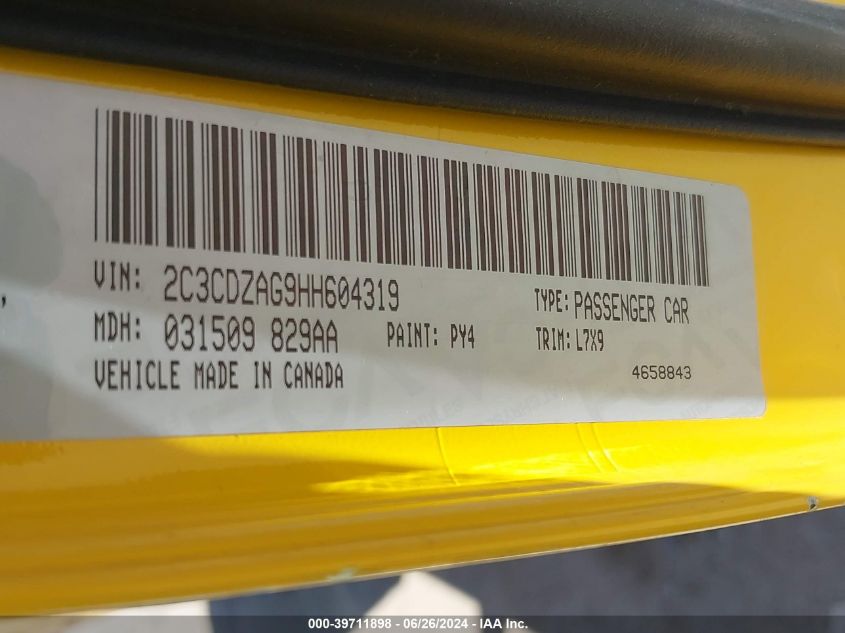 VIN: 2C3CDZAG9HH604319
TYPE: PASSENGER CAR
MDH: 031509 829AA
PAINT: PY4
TRIM: L7X9
VEHICLE MADE IN CANADA
4658843
000-39711898 - 06/26/2024 - IAA Inc.